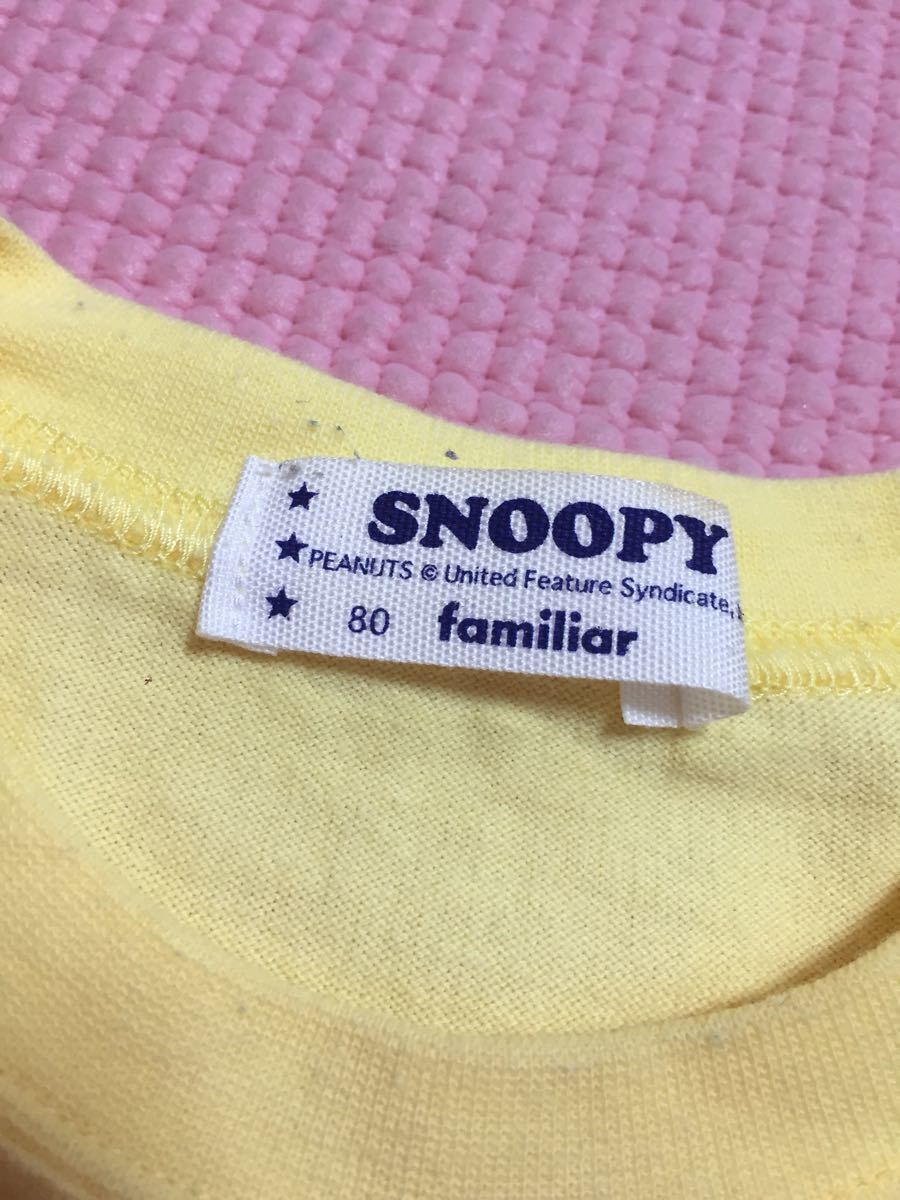 ★ SNOOPY
★ PEANUTS © United Feature Syndicate,
★ 80 familiar